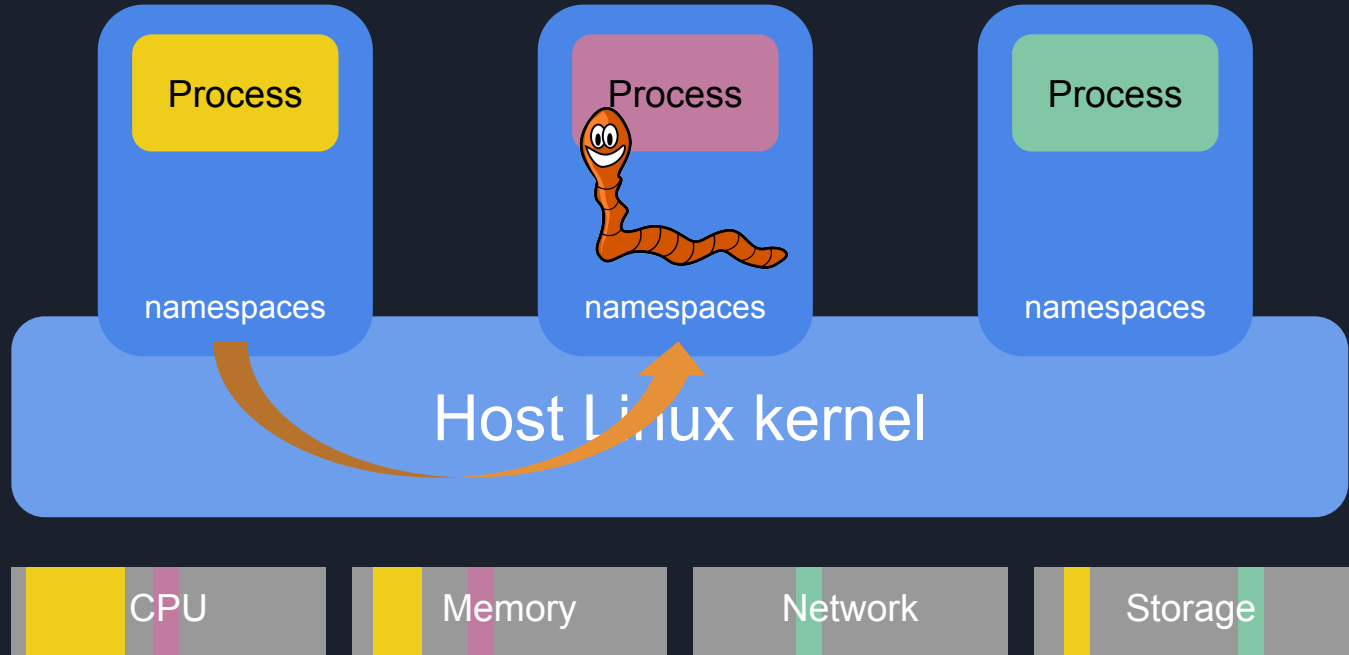 Process
Process
Process
namespaces
namespaces
namespaces
Host Linux kernel
CPU
Memory
Network
Storage